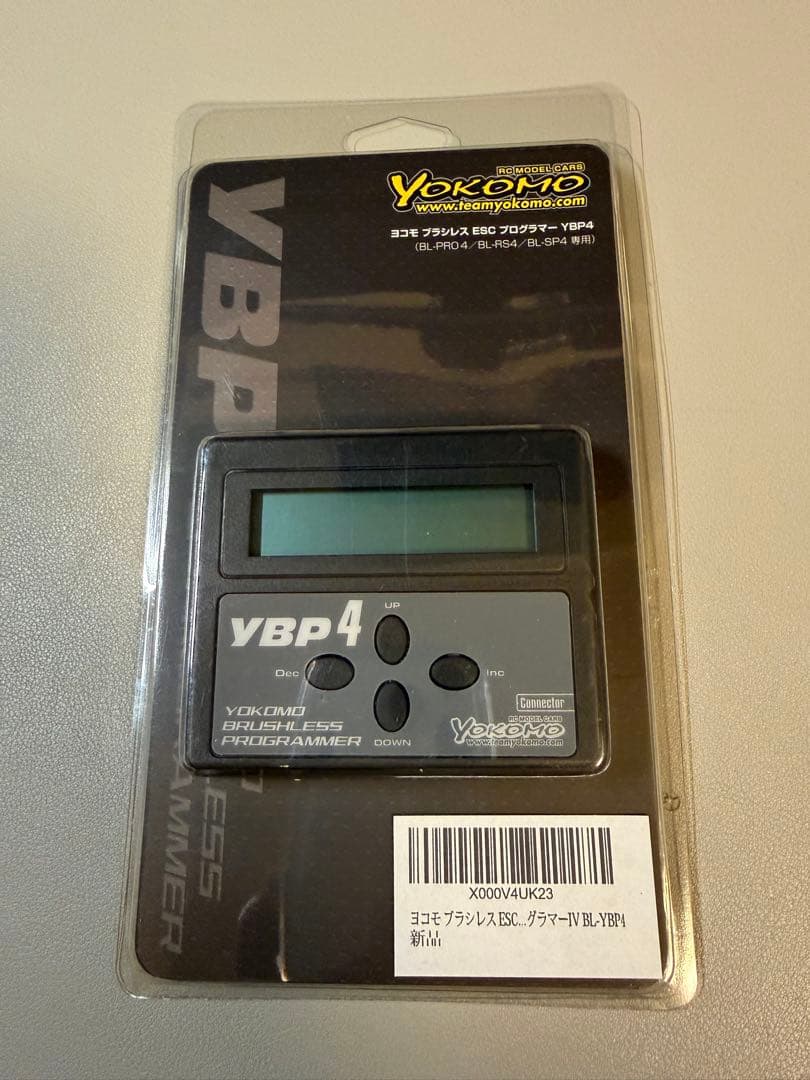 RC MODEL CARS
YOKOMO
www.teamyokomo.com
ヨコモ ブラシレス ESC プログラマー YBP4
(BL-PRO4/BL-RS4/BL-SP4 専用)
YBP
YBP4
UP
Dec
Inc
DOWN
YOKOMO
BRUSHLESS
PROGRAMMER
Connector
RC MODEL CARS
YOKOMO
www.teamyokomo.com
X000V4UK23
ヨコモ ブラシレス ESC...グラマーIV BL-YBP4
新品